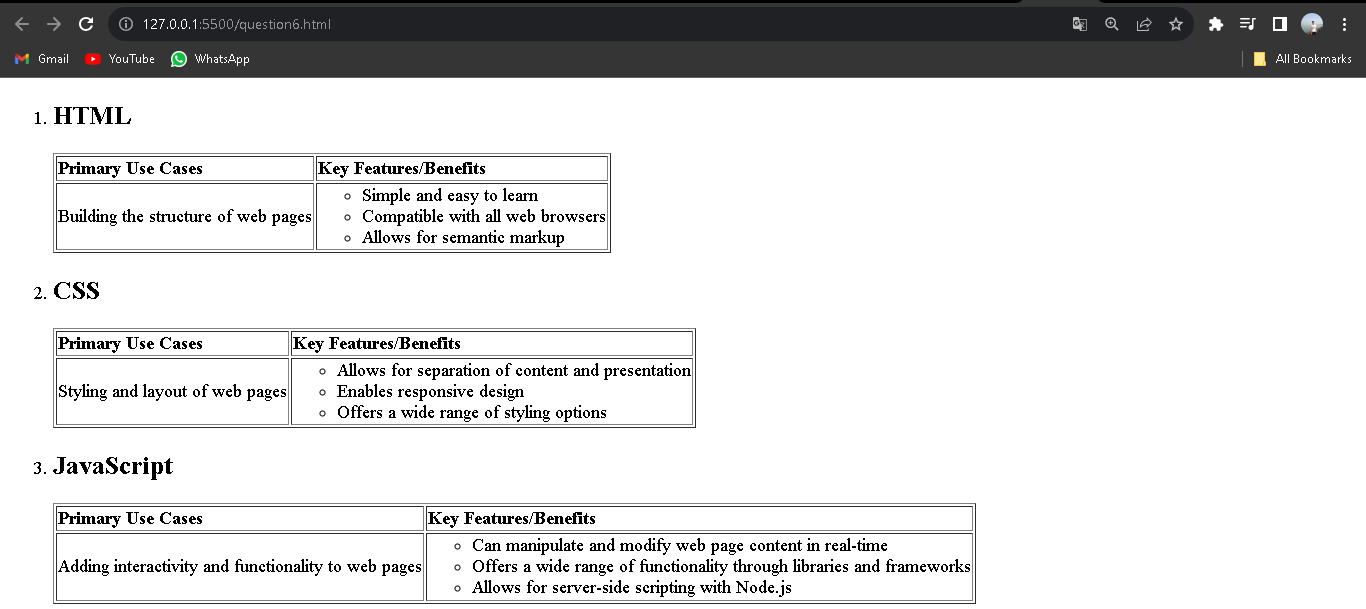 127.0.0.1:5500/question6.html
Gmail YouTube WhatsApp All Bookmarks
1. HTML
Primary Use Cases Key Features/Benefits
Building the structure of web pages
Simple and easy to learn
Compatible with all web browsers
Allows for semantic markup
2. CSS
Primary Use Cases Key Features/Benefits
Styling and layout of web pages
Allows for separation of content and presentation
Enables responsive design
Offers a wide range of styling options
3. JavaScript
Primary Use Cases Key Features/Benefits
Adding interactivity and functionality to web pages
Can manipulate and modify web page content in real-time
Offers a wide range of functionality through libraries and frameworks
Allows for server-side scripting with Node.js